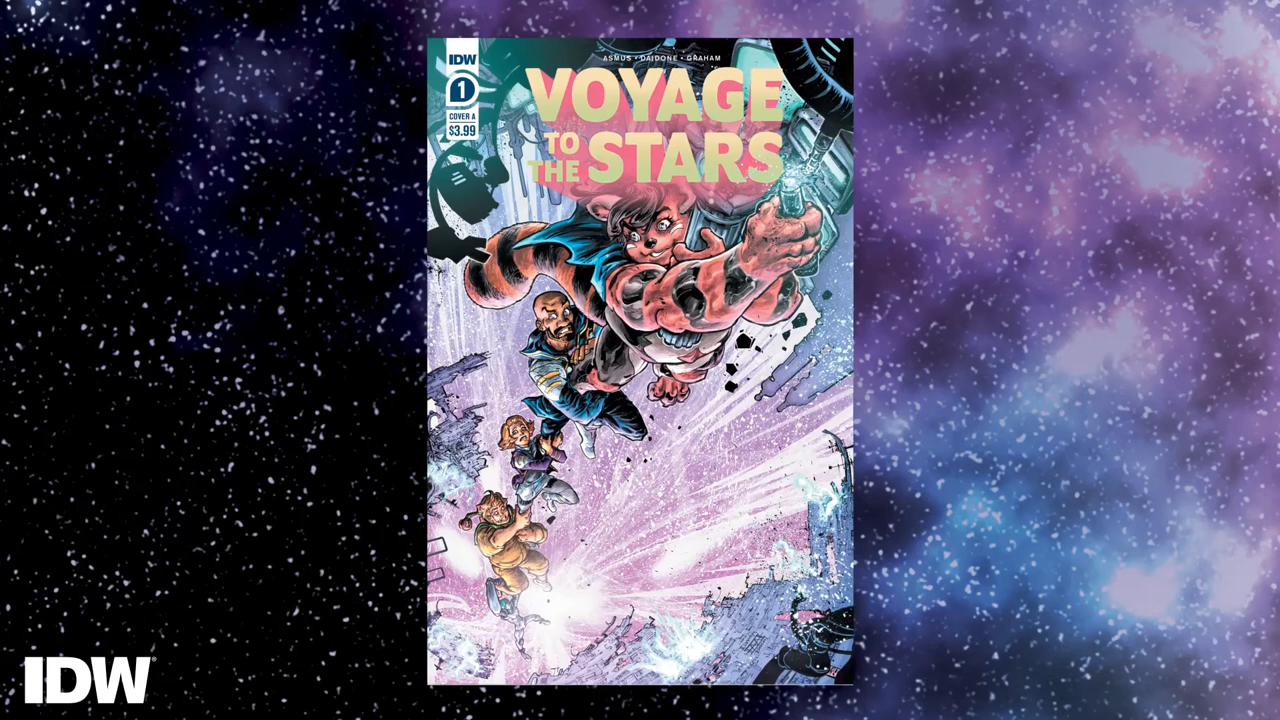 IDW
1
COVER A
$3.99
ASMUS • DAIDONE • GRAHAM
VOYAGE
TO
THE STARS
IDW